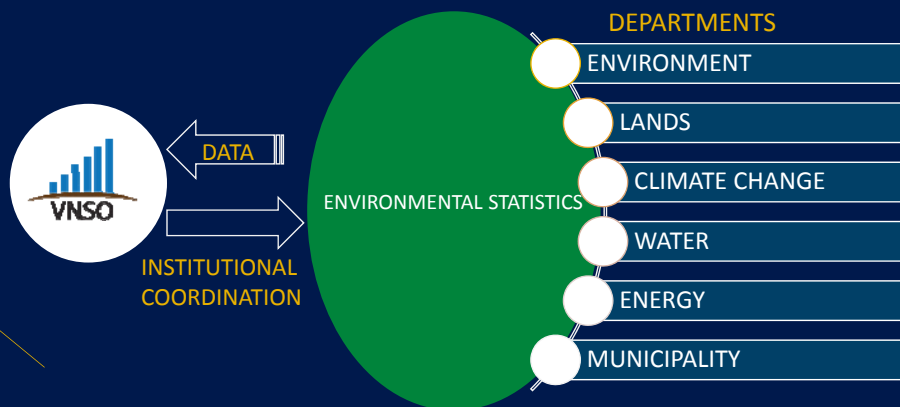 DEPARTMENTS
ENVIRONMENT
LANDS
DATA
CLIMATE CHANGE
VNSO
ENVIRONMENTAL STATISTICS
WATER
INSTITUTIONAL
COORDINATION
ENERGY
MUNICIPALITY